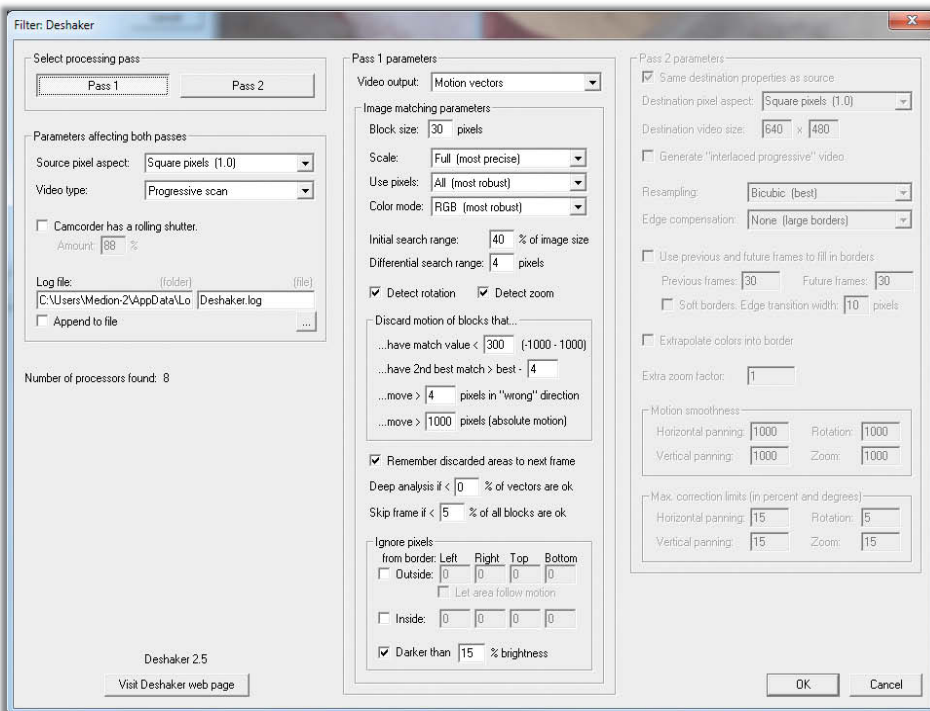 Filter: Deshaker
Select processing pass
Pass 1 Pass 2
Parameters affecting both passes
Source pixel aspect: Square pixels (1.0)
Video type: Progressive scan
Camcorder has a rolling shutter.
Amount: 88 %
Log file: (folder) (file)
C:\Users\Medion-2\AppData\Lo Deshaker.log
Append to file ...
Number of processors found: 8
Deshaker 2.5
Visit Deshaker web page
Pass 1 parameters
Video output: Motion vectors
Image matching parameters
Block size: 30 pixels
Scale: Full (most precise)
Use pixels: All (most robust)
Color mode: RGB (most robust)
Initial search range: 40 % of image size
Differential search range: 4 pixels
Detect rotation Detect zoom
Discard motion of blocks that...
...have match value < 300 (-1000 - 1000)
...have 2nd best match > best - 4
...move > 4 pixels in "wrong" direction
...move > 1000 pixels (absolute motion)
Remember discarded areas to next frame
Deep analysis if < 0 % of vectors are ok
Skip frame if < 5 % of all blocks are ok
Ignore pixels
from border: Left Right Top Bottom
Outside: 0 0 0 0
Let area follow motion
Inside: 0 0 0 0
Darker than 15 % brightness
Pass 2 parameters
Same destination properties as source
Destination pixel aspect: Square pixels (1.0)
Destination video size: 640 x 480
Generate "interlaced progressive" video
Resampling: Bicubic (best)
Edge compensation: None (large borders)
Use previous and future frames to fill in borders
Previous frames: 30 Future frames: 30
Soft borders. Edge transition width: 10 pixels
Extrapolate colors into border
Extra zoom factor: 1
Motion smoothness
Horizontal panning: 1000 Rotation: 1000
Vertical panning: 1000 Zoom: 1000
Max. correction limits (in percent and degrees)
Horizontal panning: 15 Rotation: 5
Vertical panning: 15 Zoom: 15
OK Cancel